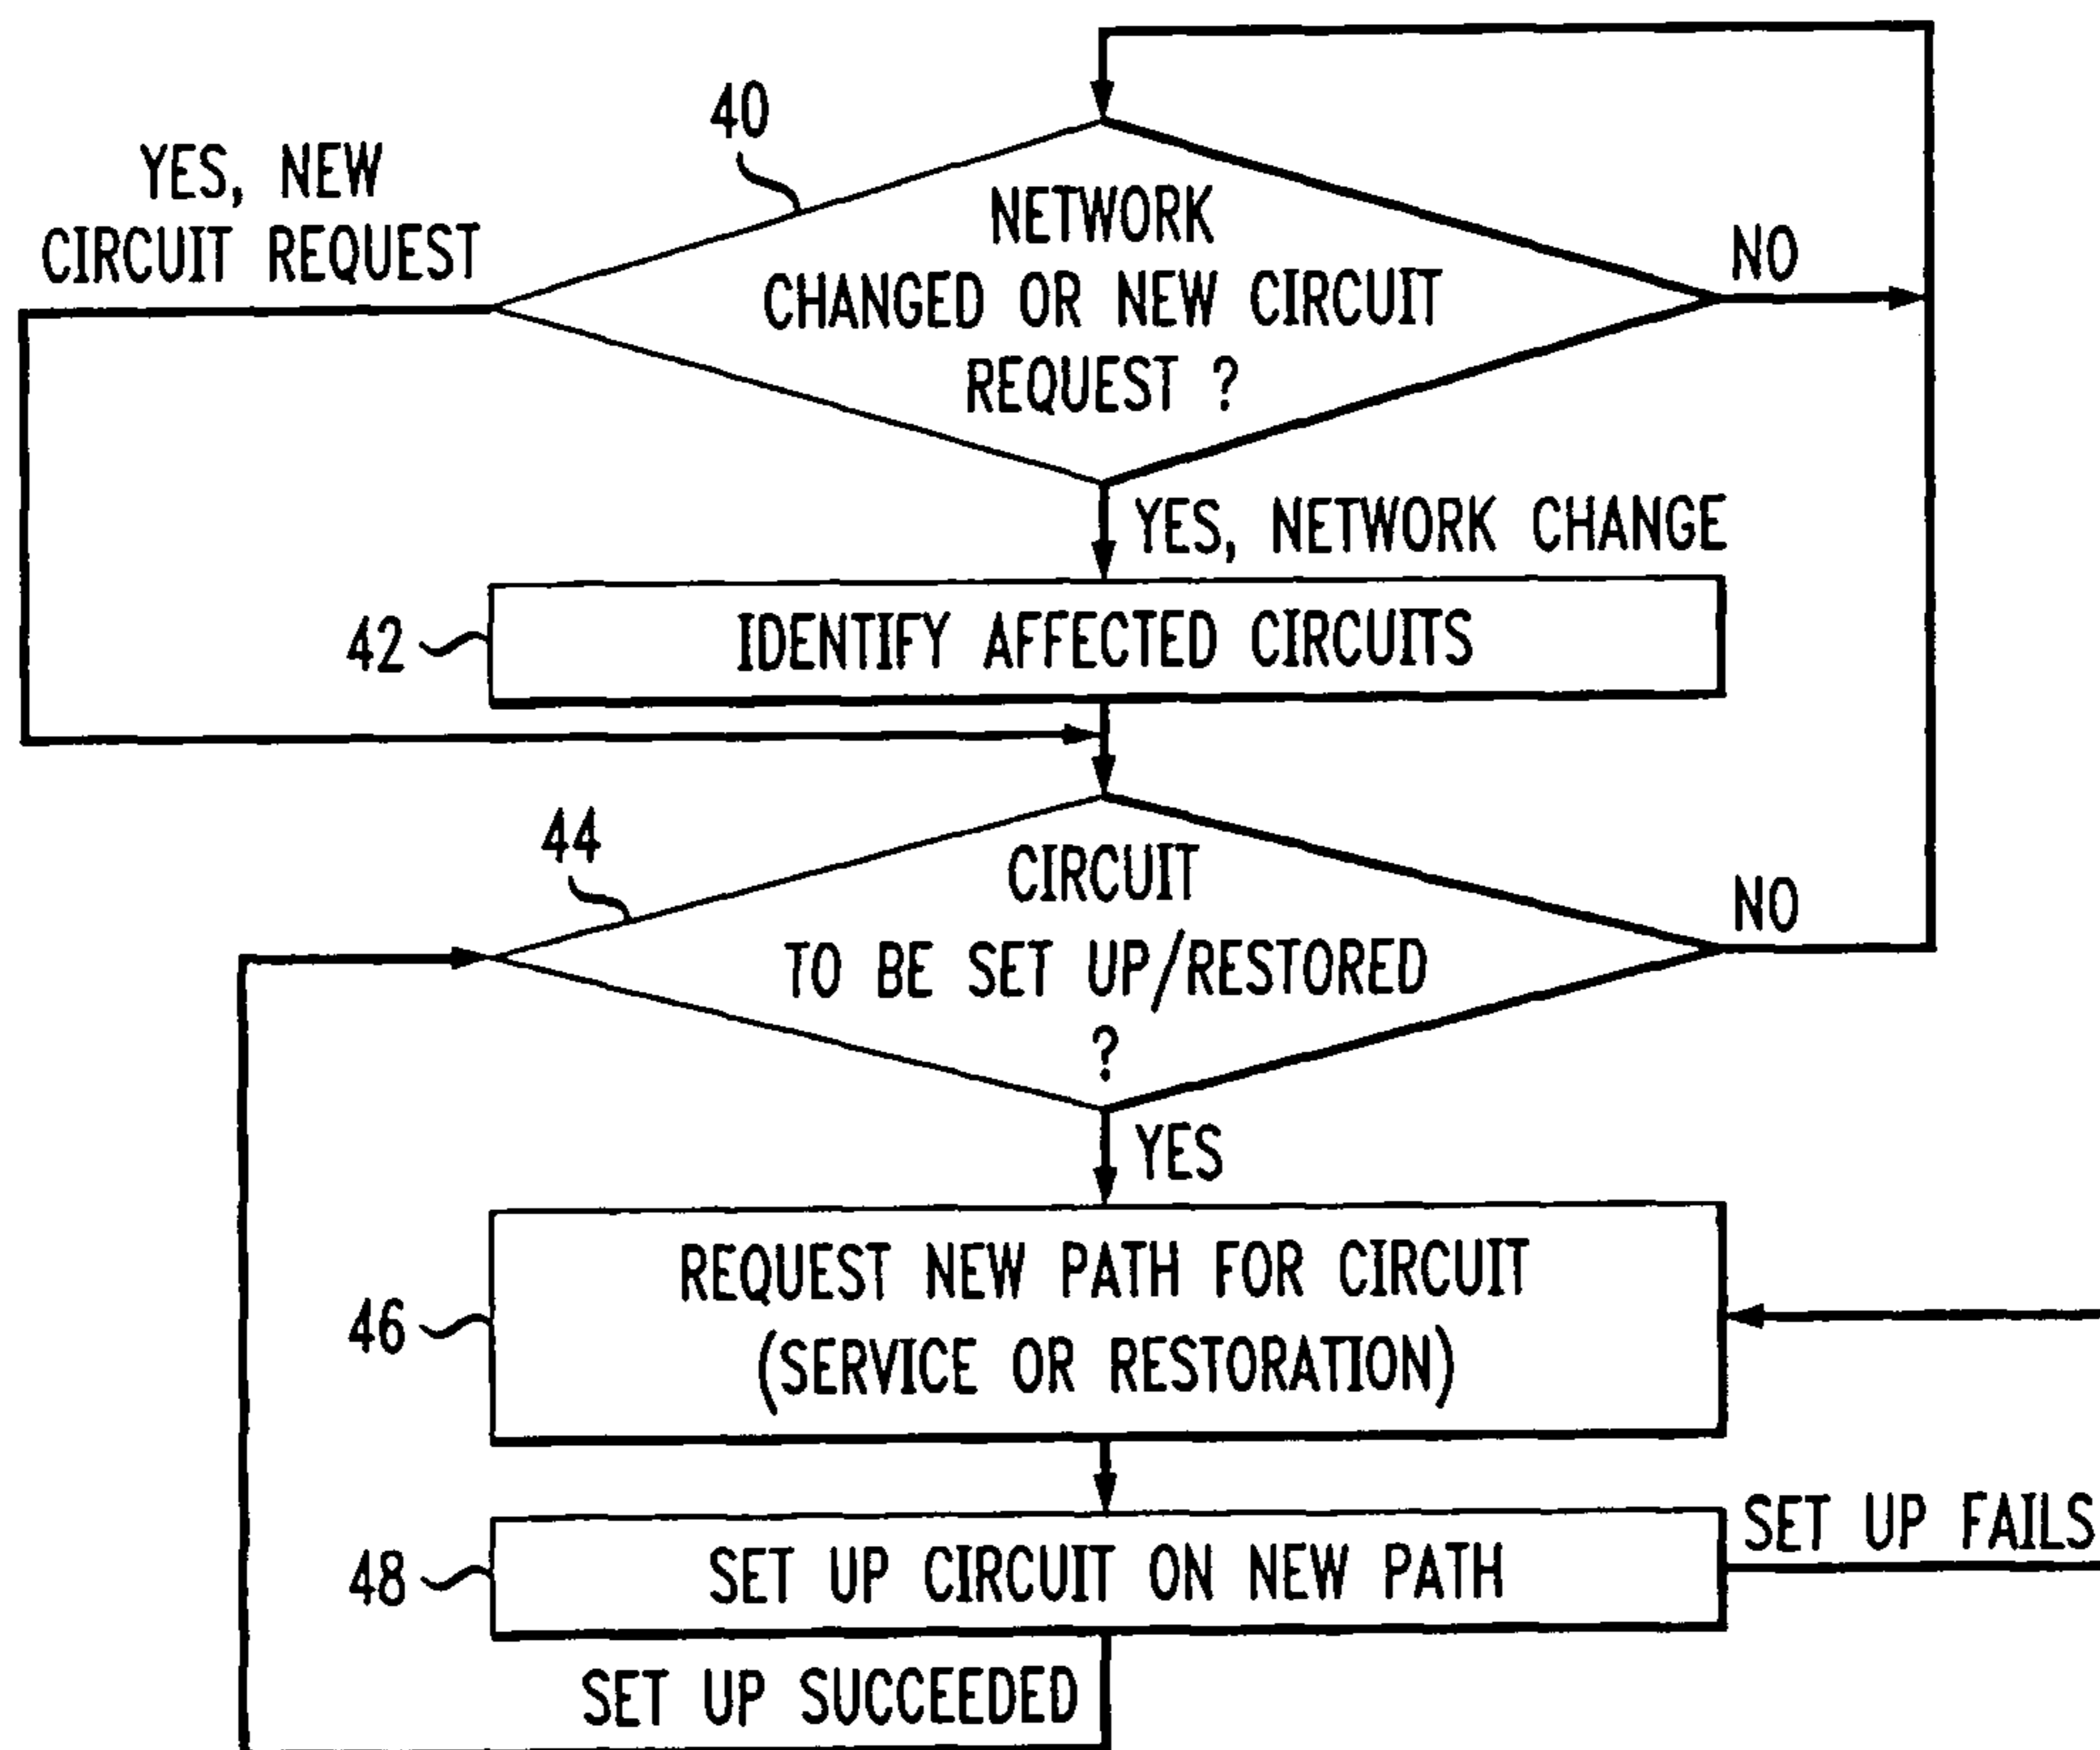 40
YES, NEW
CIRCUIT REQUEST
NETWORK
CHANGED OR NEW CIRCUIT
REQUEST ?
NO
YES, NETWORK CHANGE
42
IDENTIFY AFFECTED CIRCUITS
44
CIRCUIT
TO BE SET UP/RESTORED
?
NO
YES
46
REQUEST NEW PATH FOR CIRCUIT
(SERVICE OR RESTORATION)
48
SET UP CIRCUIT ON NEW PATH
SET UP FAILS
SET UP SUCCEEDED